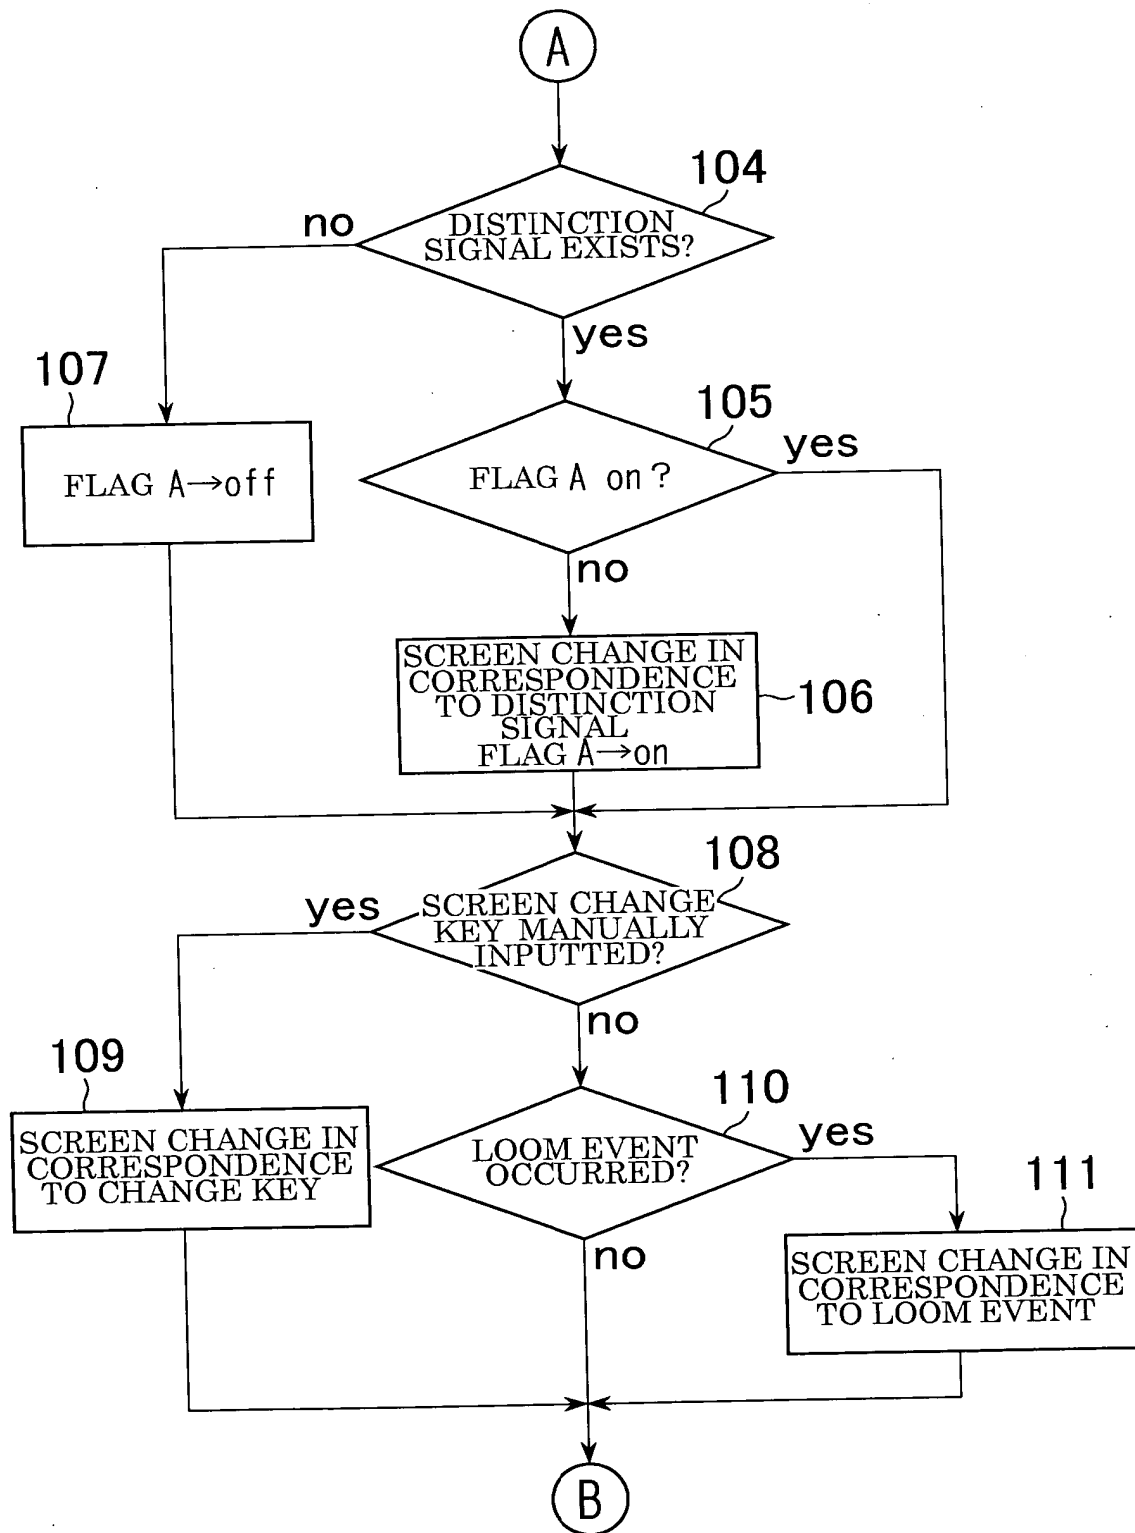 A
104
DISTINCTION
SIGNAL EXISTS?
no
yes
107
FLAG A→off
105
FLAG A on?
yes
no
SCREEN CHANGE IN
CORRESPONDENCE
TO DISTINCTION
SIGNAL
FLAG A→on
106
108
SCREEN CHANGE
KEY MANUALLY
INPUTTED?
yes
no
109
SCREEN CHANGE IN
CORRESPONDENCE
TO CHANGE KEY
110
LOOM EVENT
OCCURRED?
yes
no
111
SCREEN CHANGE IN
CORRESPONDENCE
TO LOOM EVENT
B